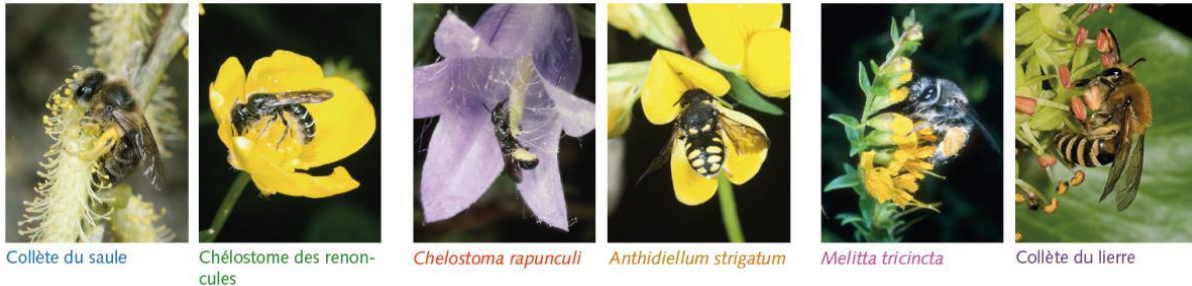 Collète du saule
Chélostome des renon-
cules
Chelostoma rapunculi
Anthidiellum strigatum
Melitta tricincta
Collète du lierre